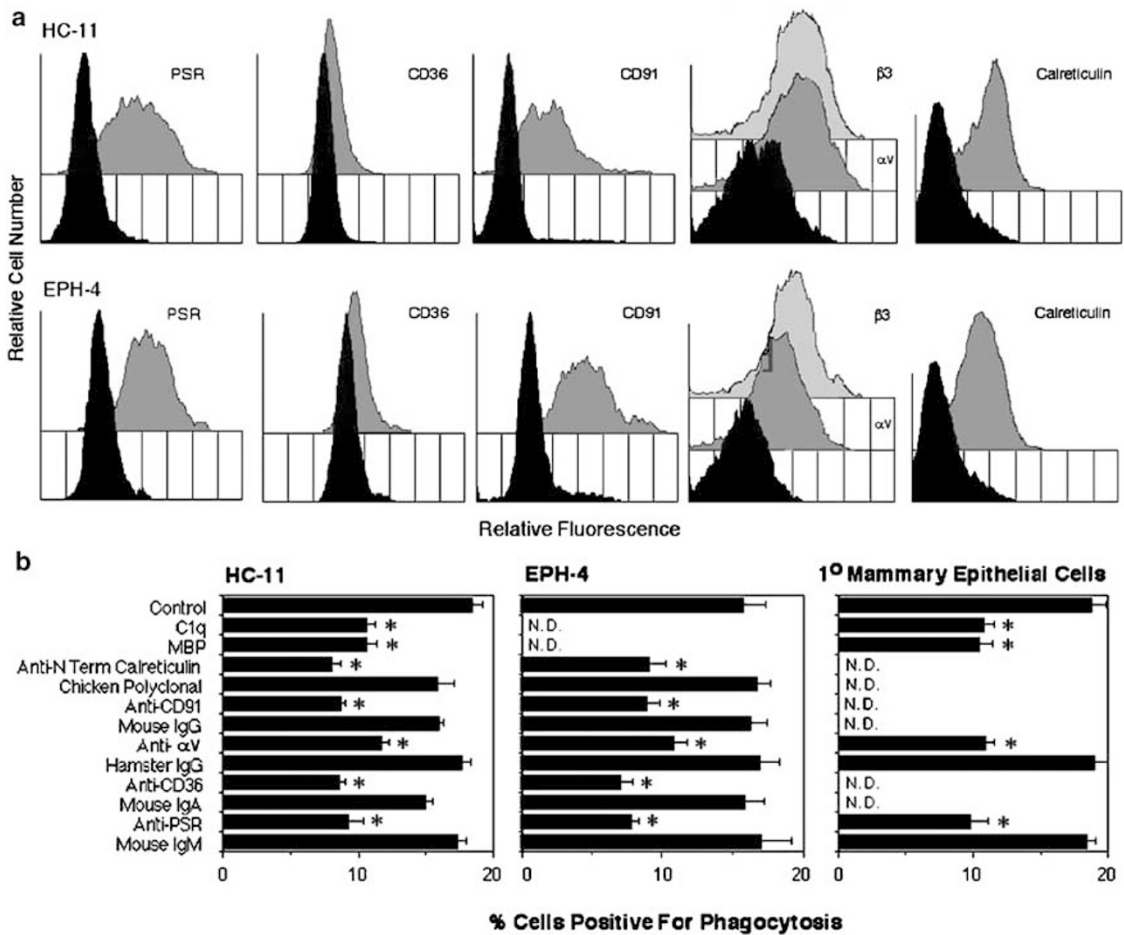 a
HC-11
PSR
CD36
CD91
β3
αV
Calreticulin
Relative Cell Number
EPH-4
PSR
CD36
CD91
β3
αV
Calreticulin
Relative Fluorescence
b
HC-11
EPH-4
1º Mammary Epithelial Cells
Control
C1q * N.D. *
MBP * N.D. *
Anti-N Term Calreticulin * * N.D.
Chicken Polyclonal N.D.
Anti-CD91 * * N.D.
Mouse IgG N.D.
Anti- αV * * *
Hamster IgG
Anti-CD36 * * N.D.
Mouse IgA N.D.
Anti-PSR * * *
Mouse IgM
0 10 20 0 10 20 0 10 20
% Cells Positive For Phagocytosis